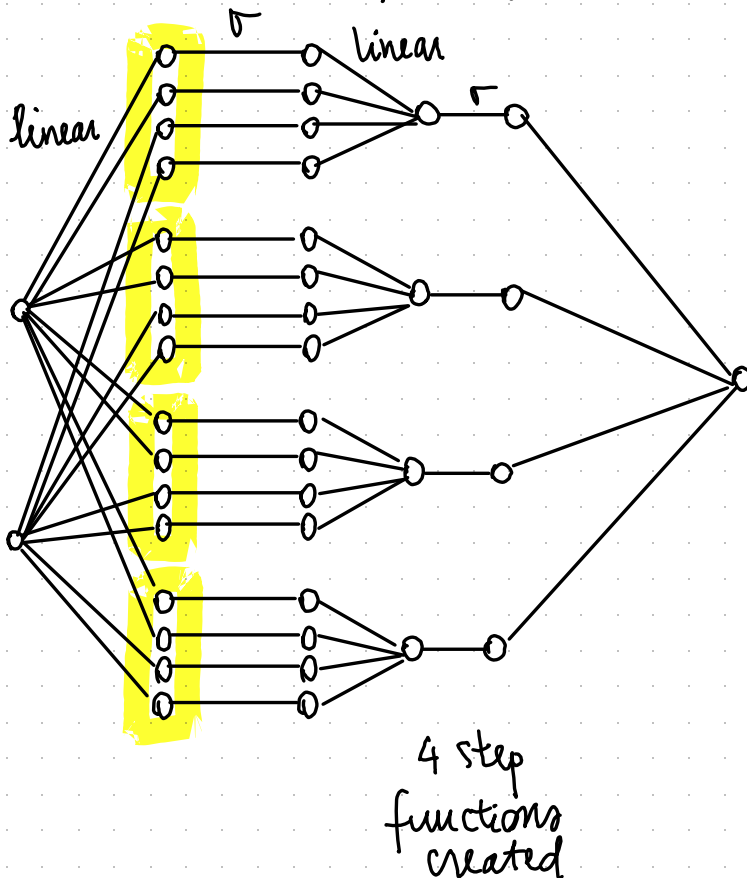 σ
linear
σ
linear
4 step
functions
created